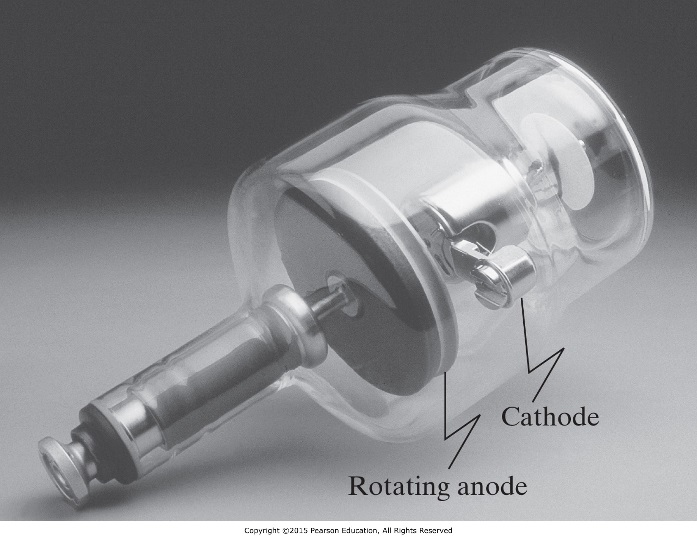 Cathode
Rotating anode
Copyright ©2015 Pearson Education, All Rights Reserved